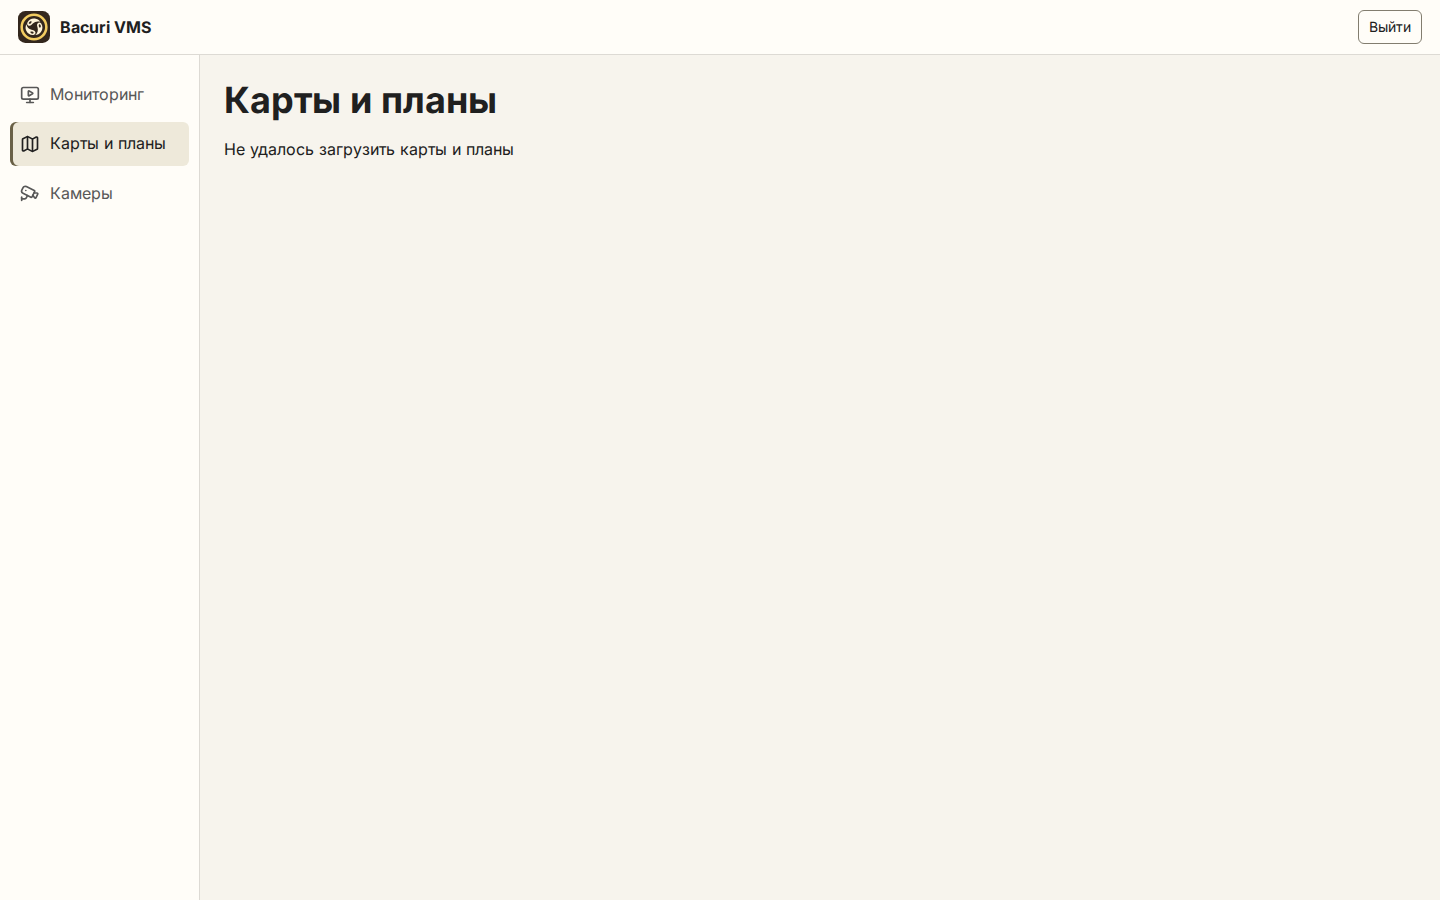 Bacuri VMS
Выйти
Мониторинг
Карты и планы
Камеры
Карты и планы
Не удалось загрузить карты и планы